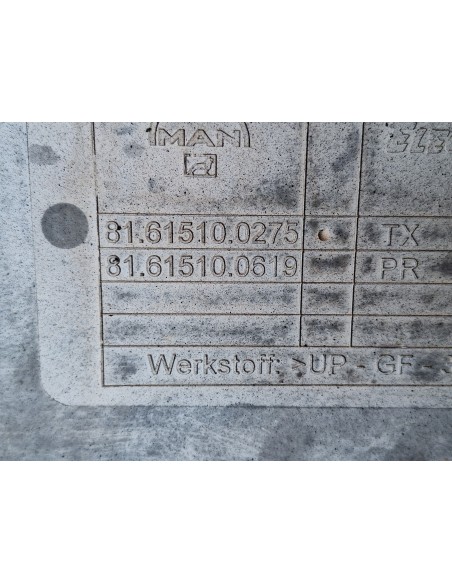 MAN
81.61510.0275 TX
81.61510.0619 PR
Werkstoff: >UP - GF -